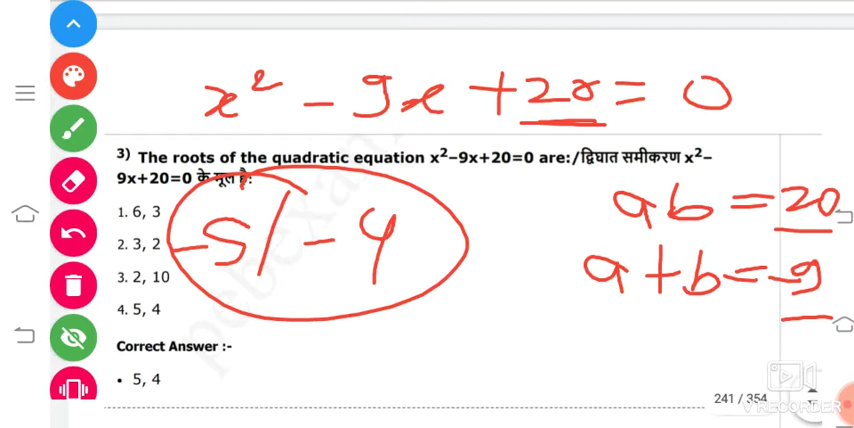 x² - 9x + 20 = 0
3) The roots of the quadratic equation x²–9x+20=0 are:/द्विघात समीकरण x²–
9x+20=0 के मूल है:
1. 6, 3
2. 3, 2
3. 2, 10
4. 5, 4
-5/-4
ab = 20
a+b=-9
Correct Answer :-
• 5, 4
241 / 354
V RECORDER